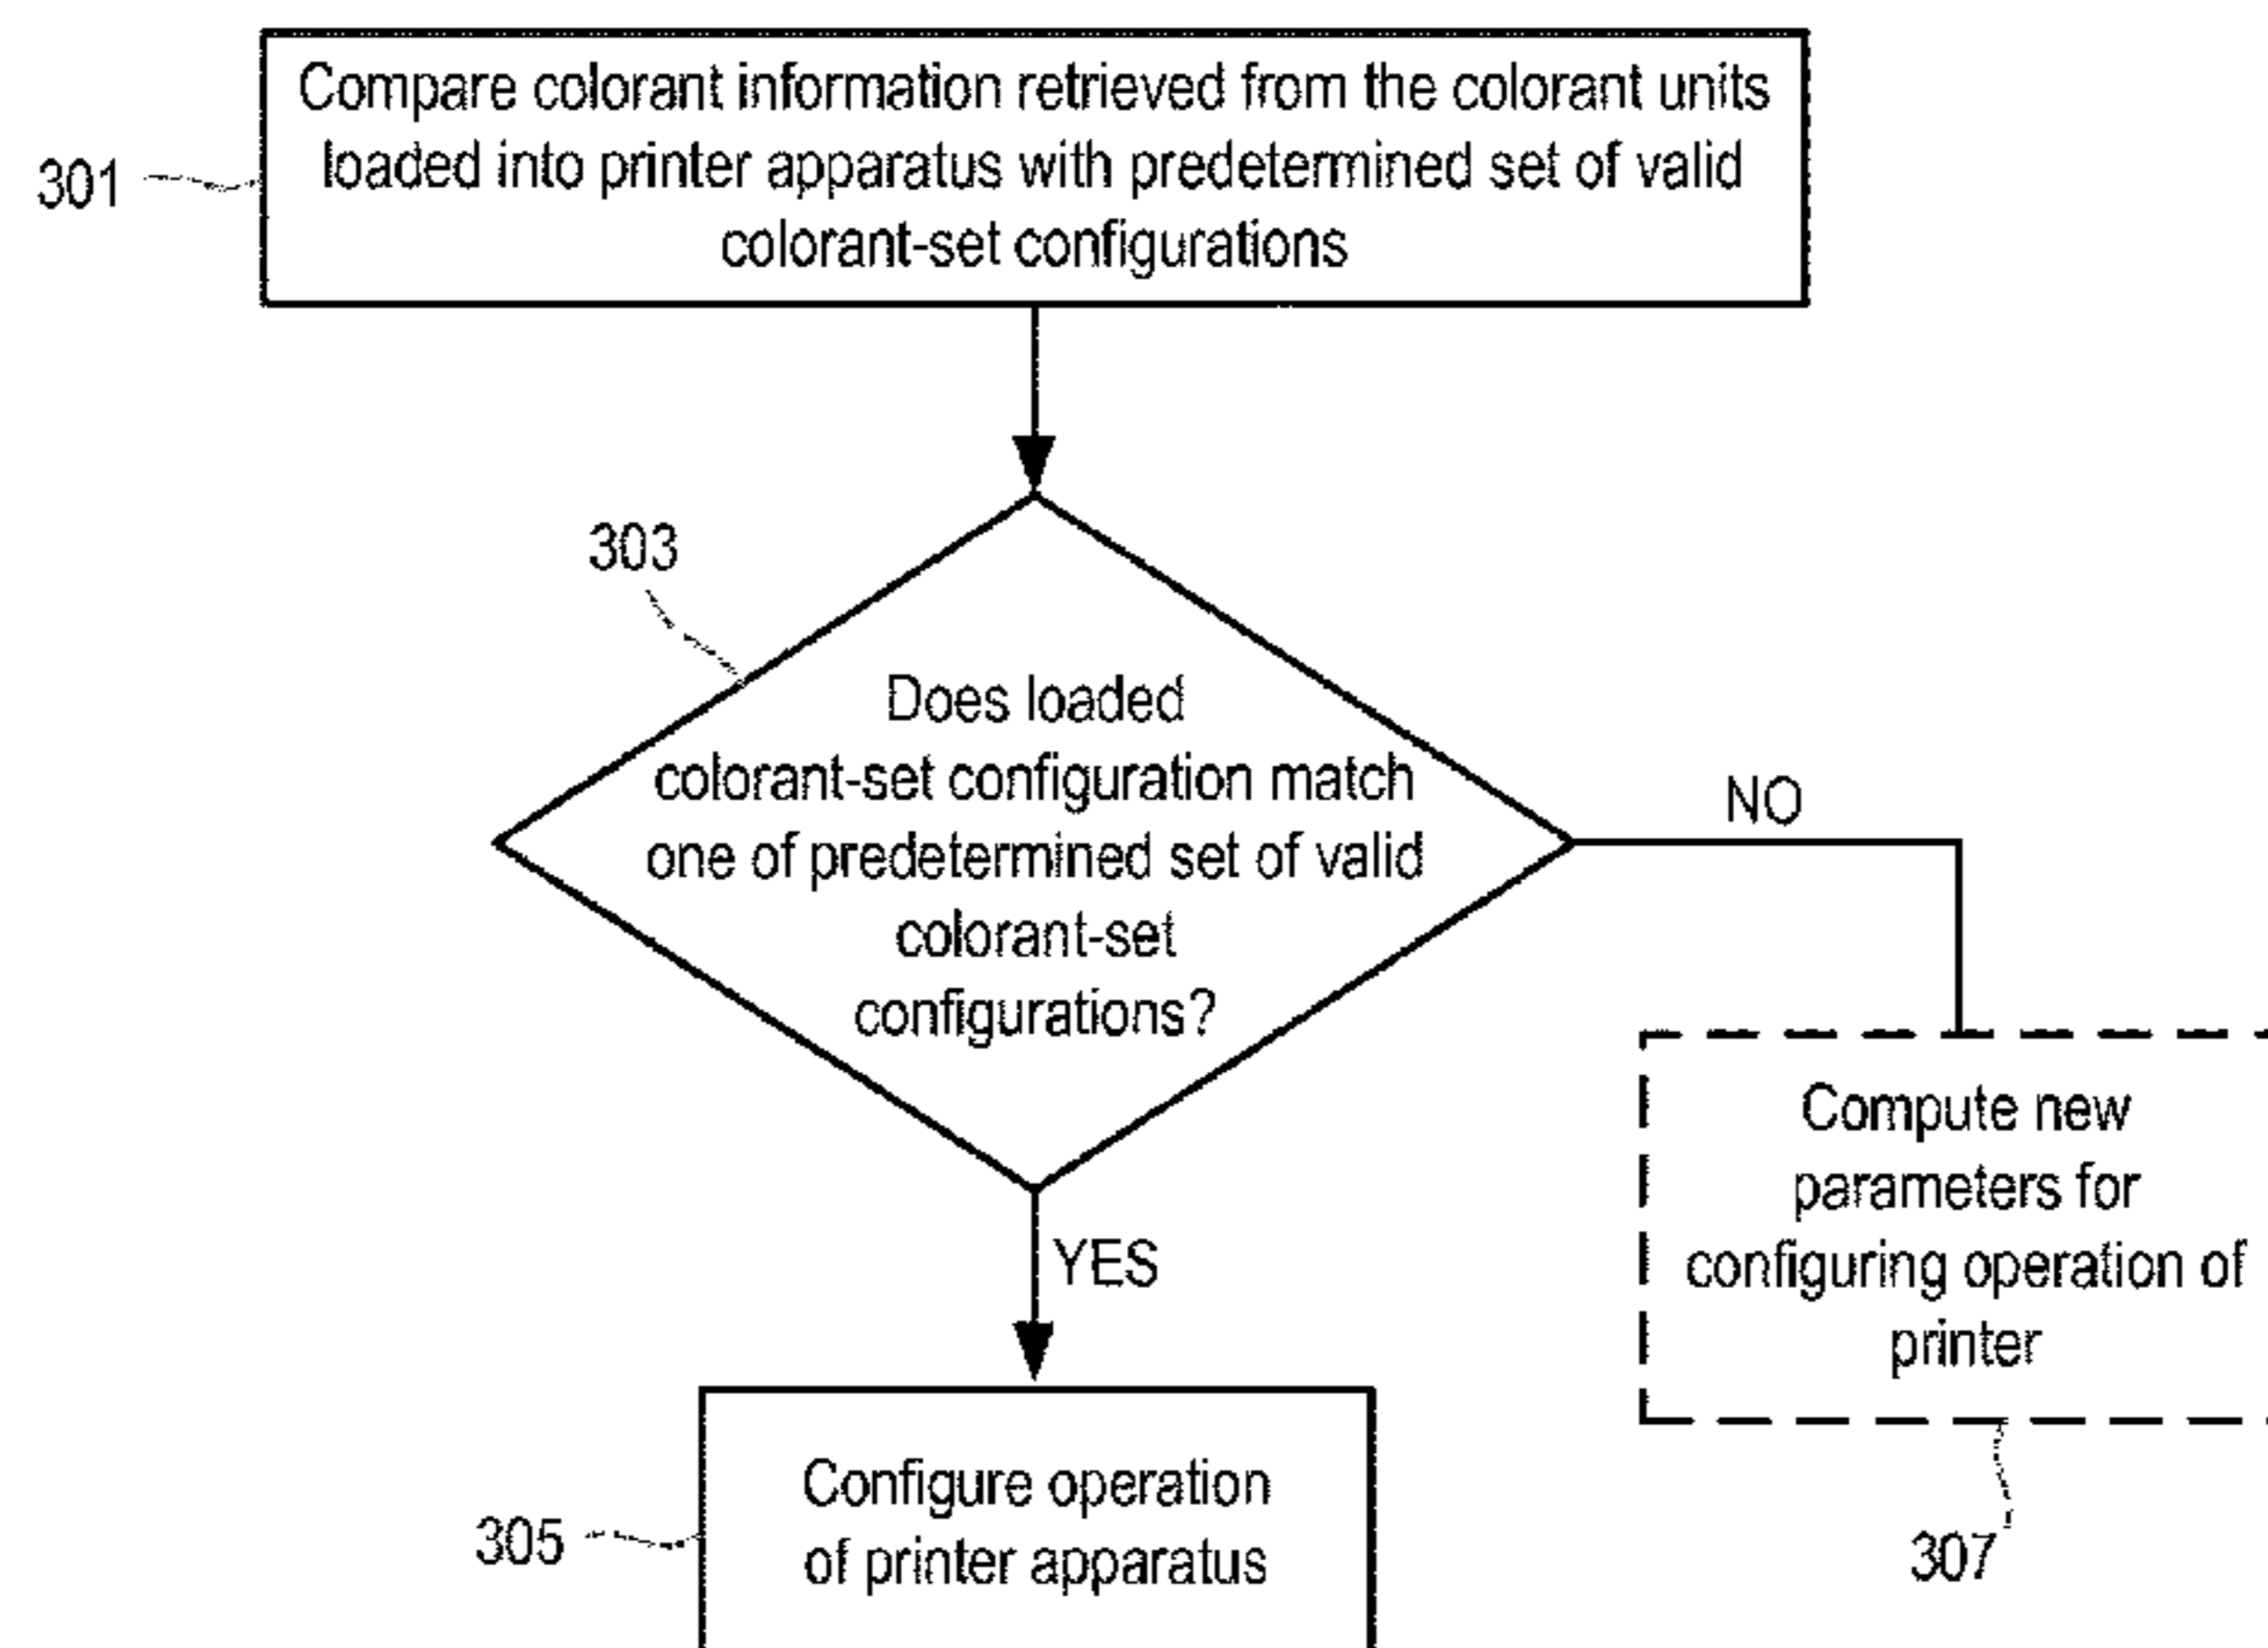 Compare colorant information retrieved from the colorant units
loaded into printer apparatus with predetermined set of valid
colorant-set configurations
301
303
Does loaded
colorant-set configuration match
one of predetermined set of valid
colorant-set
configurations?
NO
YES
Compute new
parameters for
configuring operation of
printer
307
Configure operation
of printer apparatus
305